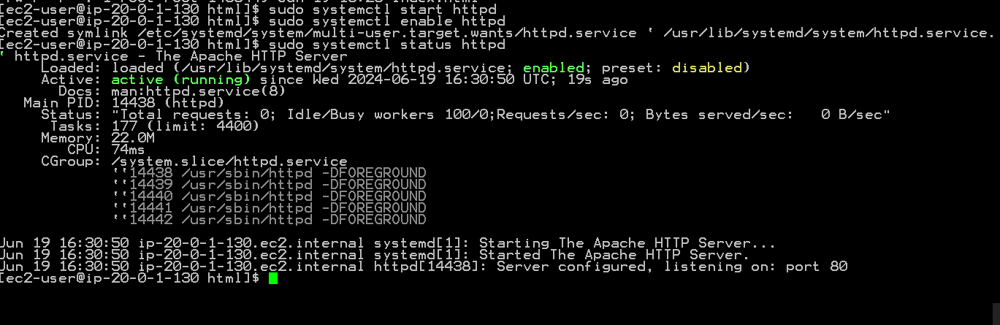 [ec2-user@ip-20-0-1-130 html]$ sudo systemctl start httpd
[ec2-user@ip-20-0-1-130 html]$ sudo systemctl enable httpd
Created symlink /etc/systemd/system/multi-user.target.wants/httpd.service ' /usr/lib/systemd/system/httpd.service.
[ec2-user@ip-20-0-1-130 html]$ sudo systemctl status httpd
' httpd.service - The Apache HTTP Server
Loaded: loaded (/usr/lib/systemd/system/httpd.service; enabled; preset: disabled)
Active: active (running) since Wed 2024-06-19 16:30:50 UTC; 19s ago
Docs: man:httpd.service(8)
Main PID: 14438 (httpd)
Status: "Total requests: 0; Idle/Busy workers 100/0;Requests/sec: 0; Bytes served/sec:   0 B/sec"
Tasks: 177 (limit: 4400)
Memory: 22.0M
CPU: 74ms
CGroup: /system.slice/httpd.service
''14438 /usr/sbin/httpd -DFOREGROUND
''14439 /usr/sbin/httpd -DFOREGROUND
''14440 /usr/sbin/httpd -DFOREGROUND
''14441 /usr/sbin/httpd -DFOREGROUND
''14442 /usr/sbin/httpd -DFOREGROUND
Jun 19 16:30:50 ip-20-0-1-130.ec2.internal systemd[1]: Starting The Apache HTTP Server...
Jun 19 16:30:50 ip-20-0-1-130.ec2.internal systemd[1]: Started The Apache HTTP Server.
Jun 19 16:30:50 ip-20-0-1-130.ec2.internal httpd[14438]: Server configured, listening on: port 80
[ec2-user@ip-20-0-1-130 html]$